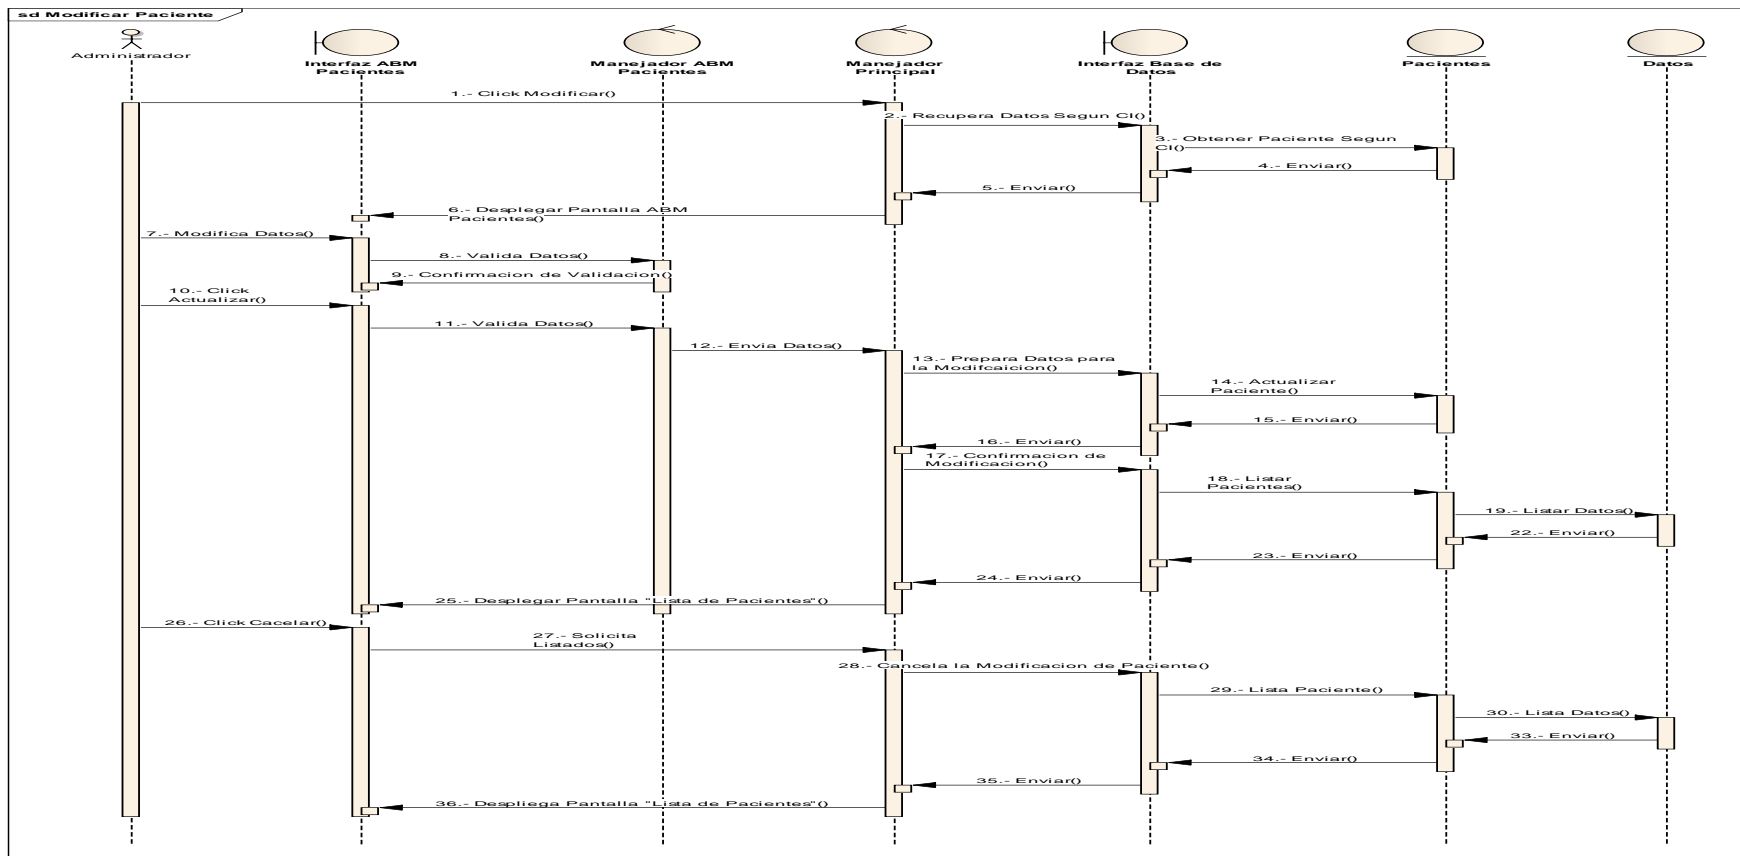 sd Modificar Paciente
Administrador
Interfaz ABM
Pacientes
Manejador ABM
Pacientes
Manejador
Principal
Interfaz Base de
Datos
Pacientes
Datos
1.- Click Modificar()
2.- Recupera Datos Segun CI()
3.- Obtener Paciente Segun
CI()
4.- Enviar()
5.- Enviar()
6.- Desplegar Pantalla ABM
Pacientes()
7.- Modifica Datos()
8.- Valida Datos()
9.- Confirmacion de Validacion()
10.- Click
Actualizar()
11.- Valida Datos()
12.- Envia Datos()
13.- Prepara Datos para
la Modifcaicion()
14.- Actualizar
Paciente()
15.- Enviar()
16.- Enviar()
17.- Confirmacion de
Modificacion()
18.- Listar
Pacientes()
19.- Listar Datos()
22.- Enviar()
23.- Enviar()
24.- Enviar()
25.- Desplegar Pantalla "Lista de Pacientes"()
26.- Click Cacelar()
27.- Solicita
Listados()
28.- Cancela la Modificacion de Paciente()
29.- Lista Paciente()
30.- Lista Datos()
33.- Enviar()
34.- Enviar()
35.- Enviar()
36.- Despliega Pantalla "Lista de Pacientes"()